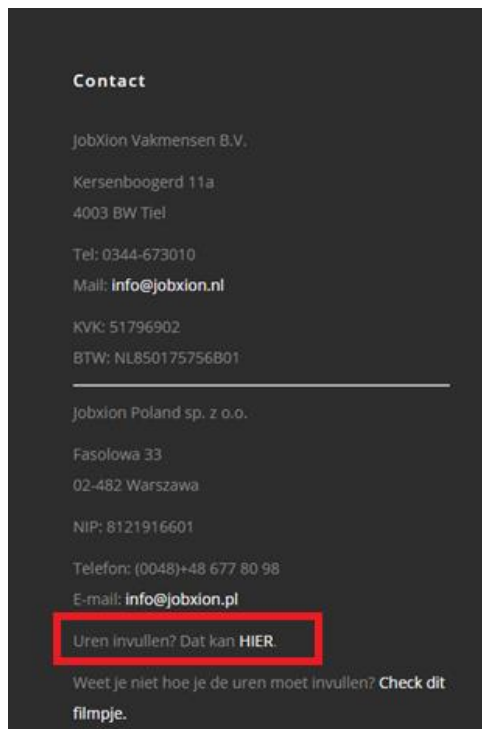 Contact
JobXion Vakmensen B.V.
Kersenboogerd 11a
4003 BW Tiel
Tel: 0344-673010
Mail: info@jobxion.nl
KVK: 51796902
BTW: NL850175756B01
Jobxion Poland sp. z o.o.
Fasolowa 33
02-482 Warszawa
NIP: 8121916601
Telefon: (0048)+48 677 80 98
E-mail: info@jobxion.pl
Uren invullen? Dat kan HIER.
Weet je niet hoe je de uren moet invullen? Check dit
filmpje.